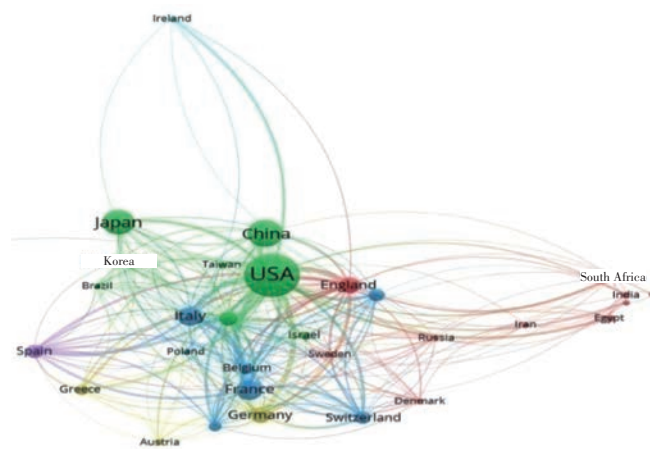 Ireland
Japan
China
Korea
Taiwan
USA
South Africa
Brazil
England
India
Italy
Egypt
Iran
Israel
Russia
Spain
Poland
Sweden
Belgium
Greece
France
Denmark
Germany
Switzerland
Austria